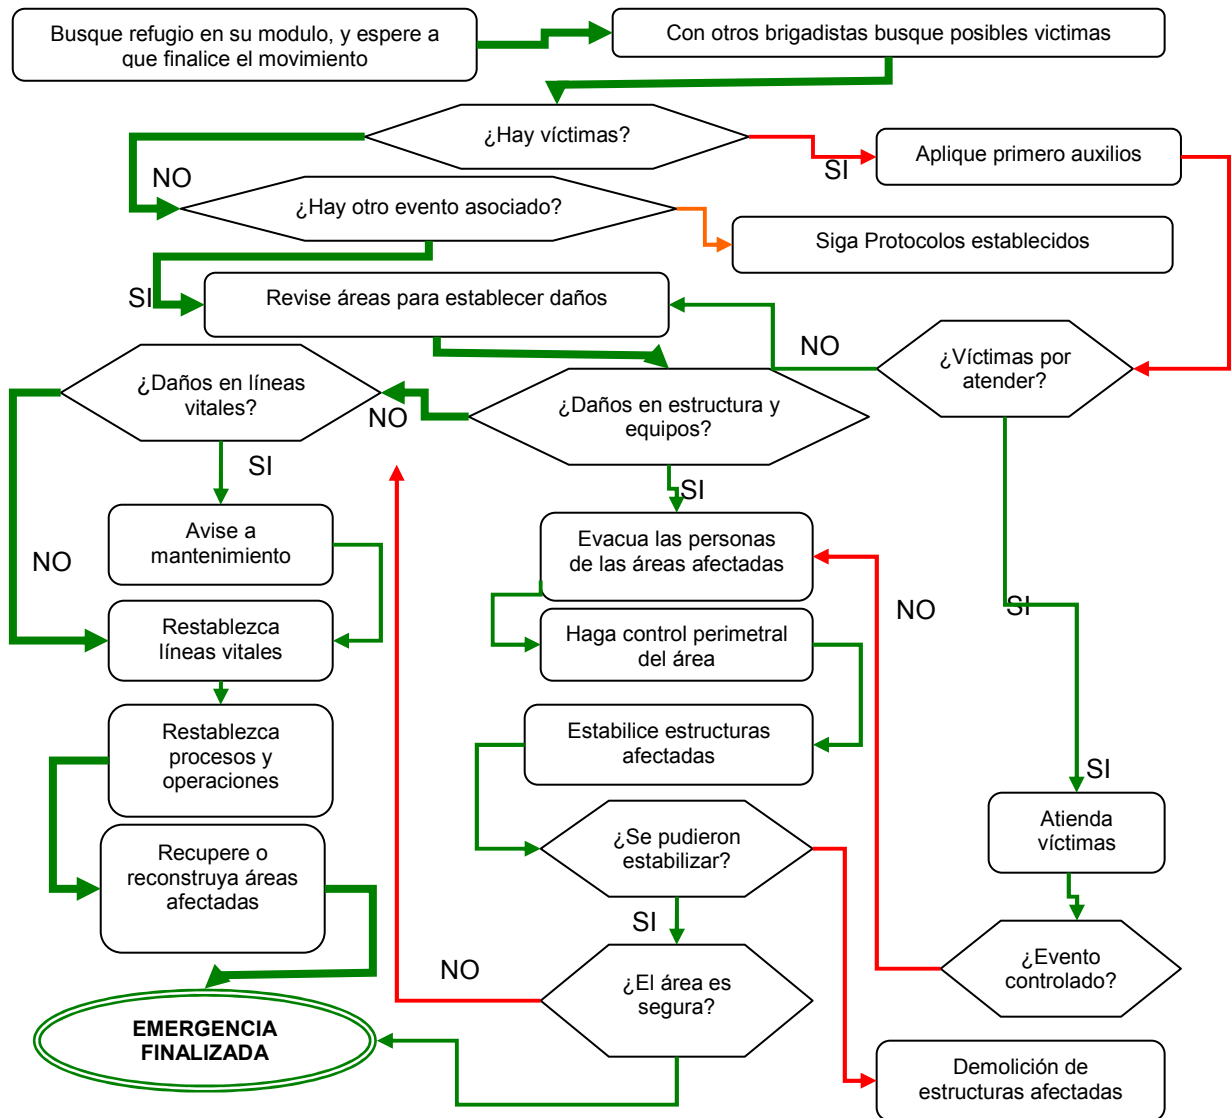 Busque refugio en su modulo, y espere a
que finalice el movimiento
Con otros brigadistas busque posibles victimas
¿Hay víctimas?
SI
Aplique primero auxilios
NO
¿Hay otro evento asociado?
Siga Protocolos establecidos
SI
Revise áreas para establecer daños
NO
¿Víctimas por
atender?
¿Daños en líneas
vitales?
NO
¿Daños en estructura y
equipos?
SI
SI
Avise a
mantenimiento
NO
Evacua las personas
de las áreas afectadas
NO
SI
Restablezca
líneas vitales
Haga control perimetral
del área
Restablezca
procesos y
operaciones
Estabilice estructuras
afectadas
SI
Atienda
víctimas
Recupere o
reconstruya áreas
afectadas
¿Se pudieron
estabilizar?
SI
NO
¿El área es
segura?
¿Evento
controlado?
EMERGENCIA
FINALIZADA
Demolición de
estructuras afectadas